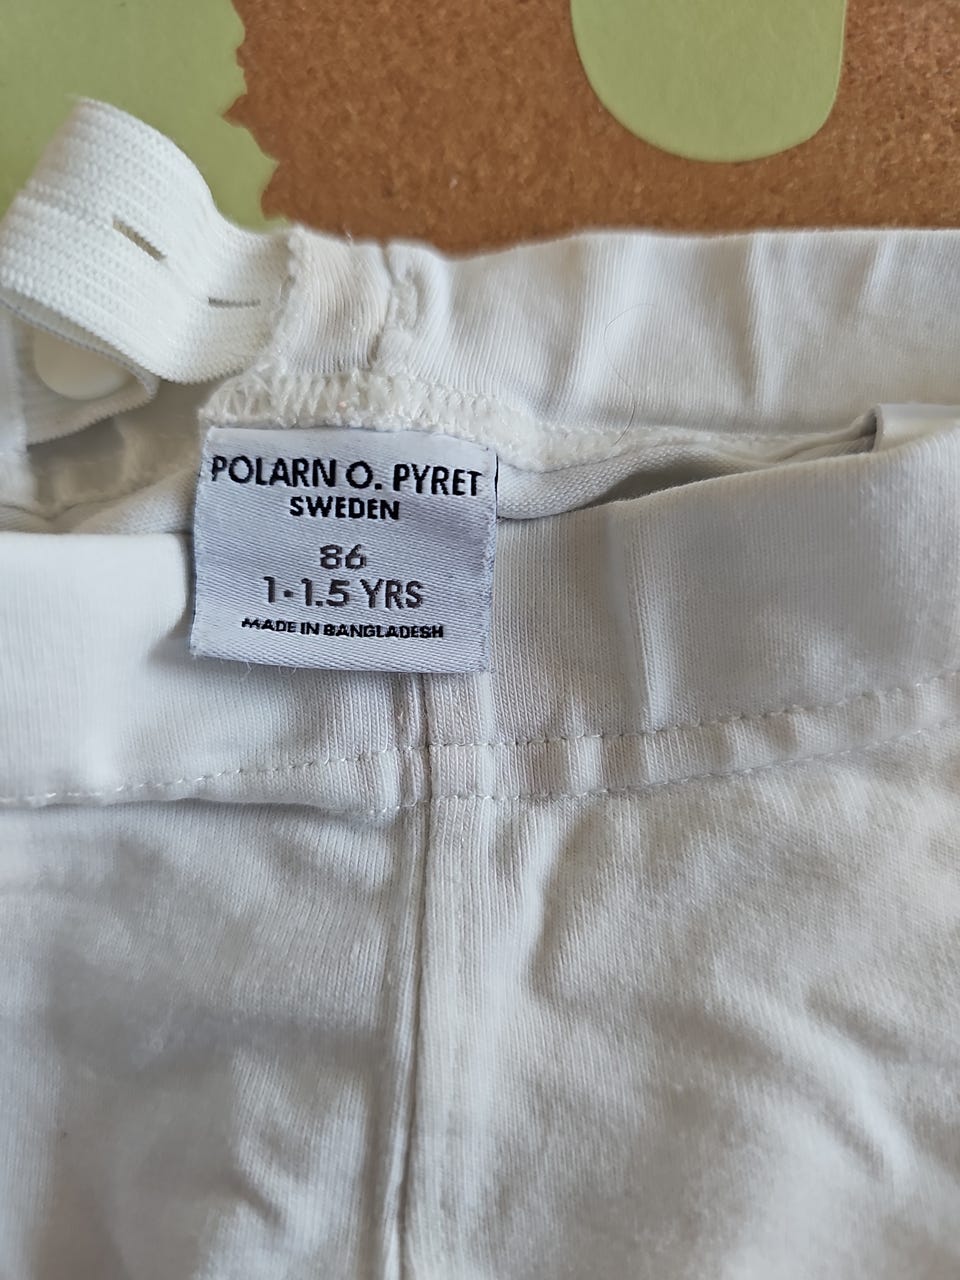 POLARN O. PYRET
SWEDEN
86
1-1.5 YRS
MADE IN BANGLADESH